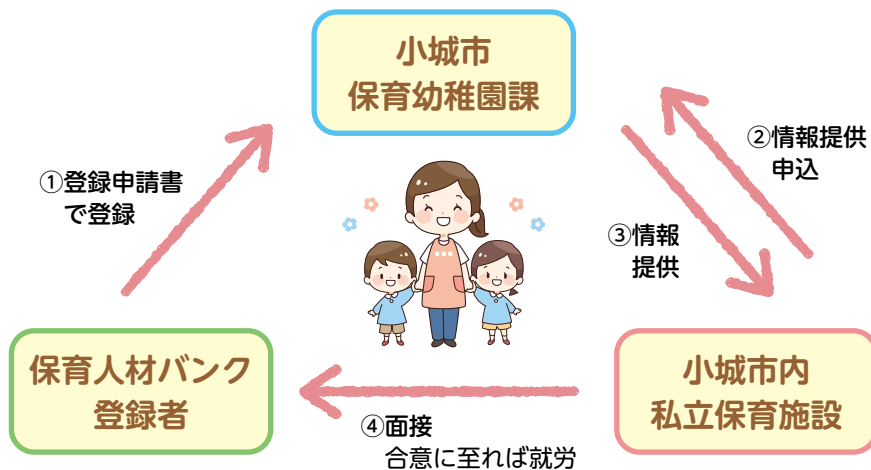 小城市
保育幼稚園課
①登録申請書
で登録
②情報提供
申込
③情報
提供
保育人材バンク
登録者
小城市内
私立保育施設
④面接
合意に至れば就労